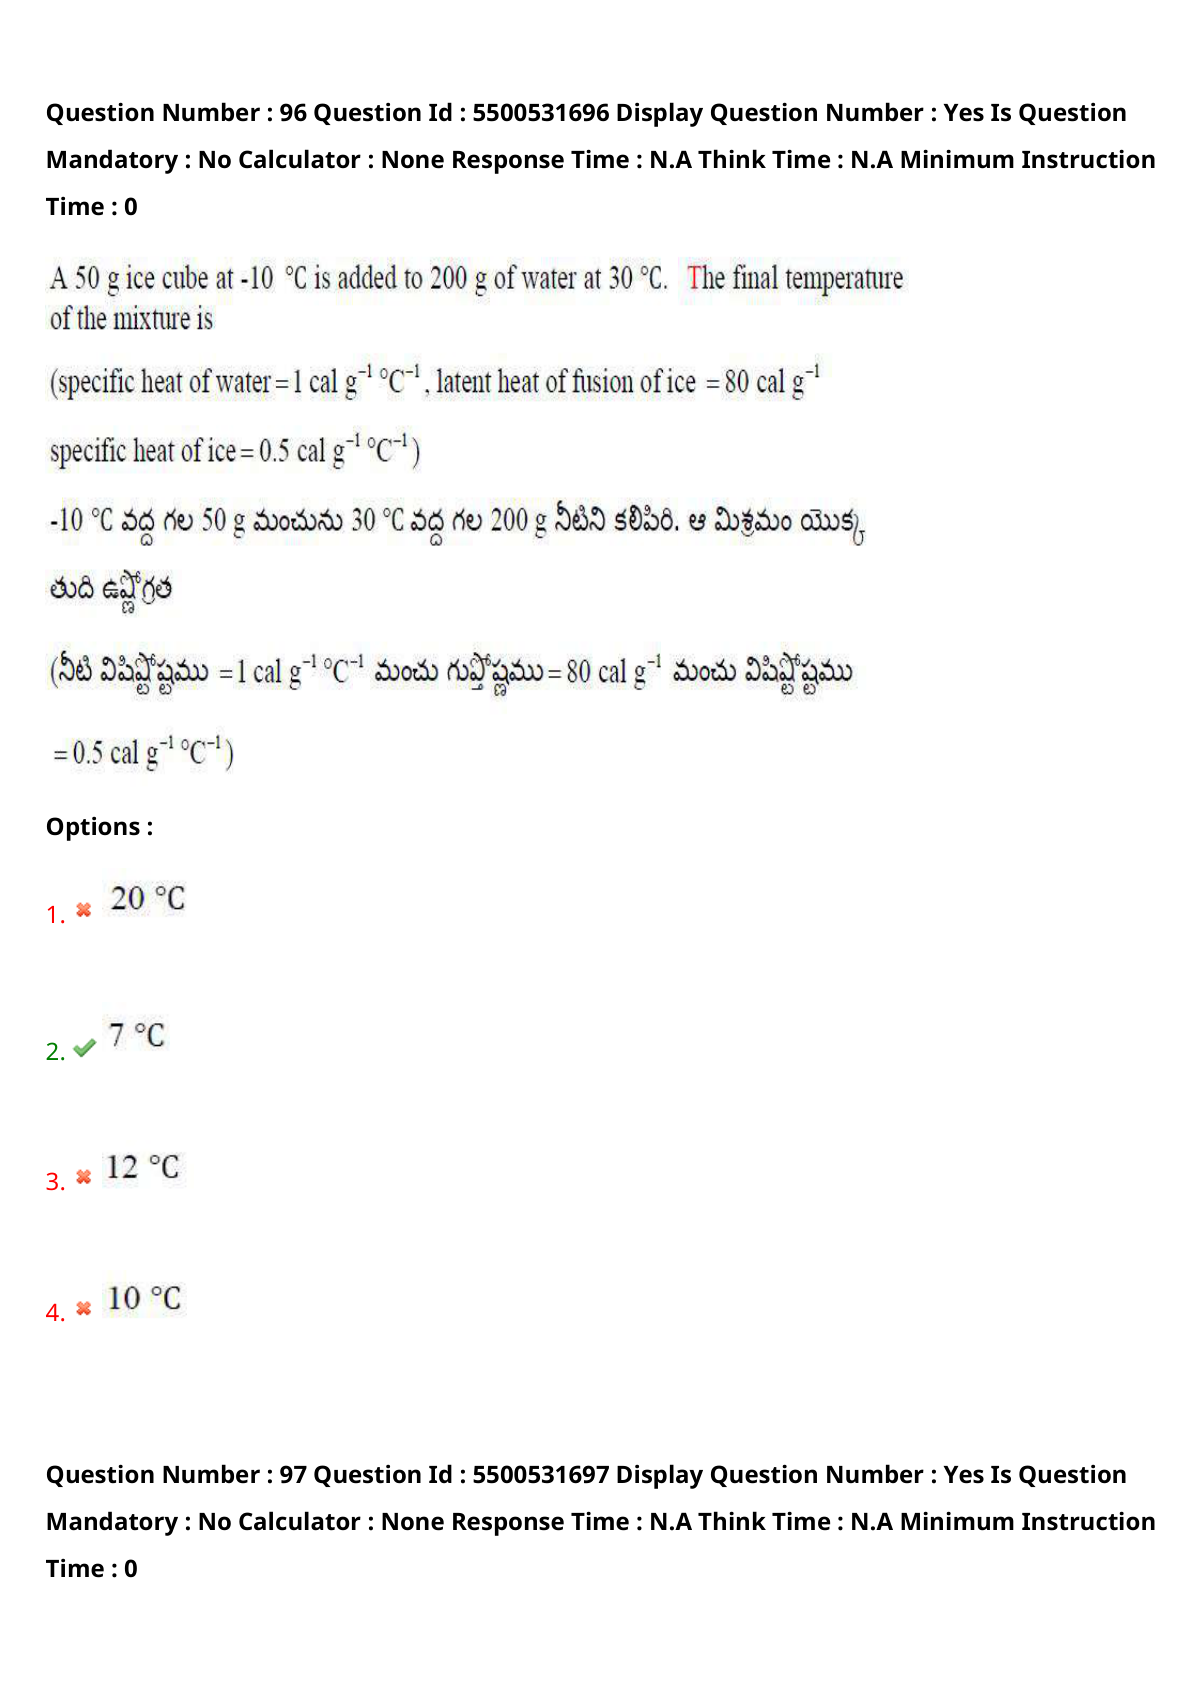 Question Number : 96 Question Id : 5500531696 Display Question Number : Yes Is Question
Mandatory : No Calculator : None Response Time : N.A Think Time : N.A Minimum Instruction
Time : 0
A 50 g ice cube at -10 °C is added to 200 g of water at 30 °C. The final temperature
of the mixture is
(specific heat of water = 1 cal g⁻¹ °C⁻¹, latent heat of fusion of ice = 80 cal g⁻¹
specific heat of ice = 0.5 cal g⁻¹ °C⁻¹)
-10 °C వద్ద గల 50 g మంచును 30 °C వద్ద గల 200 g నీటిని కలిపిరి. ఆ మిశ్రమం యొక్క
తుది ఉష్ణోగ్రత
(నీటి విషిష్టోష్టము =1 cal g⁻¹ °C⁻¹ మంచు గుప్తోష్ణము = 80 cal g⁻¹ మంచు విషిష్టోష్టము
= 0.5 cal g⁻¹ °C⁻¹)
Options :
1. 20 °C
2. 7 °C
3. 12 °C
4. 10 °C
Question Number : 97 Question Id : 5500531697 Display Question Number : Yes Is Question
Mandatory : No Calculator : None Response Time : N.A Think Time : N.A Minimum Instruction
Time : 0